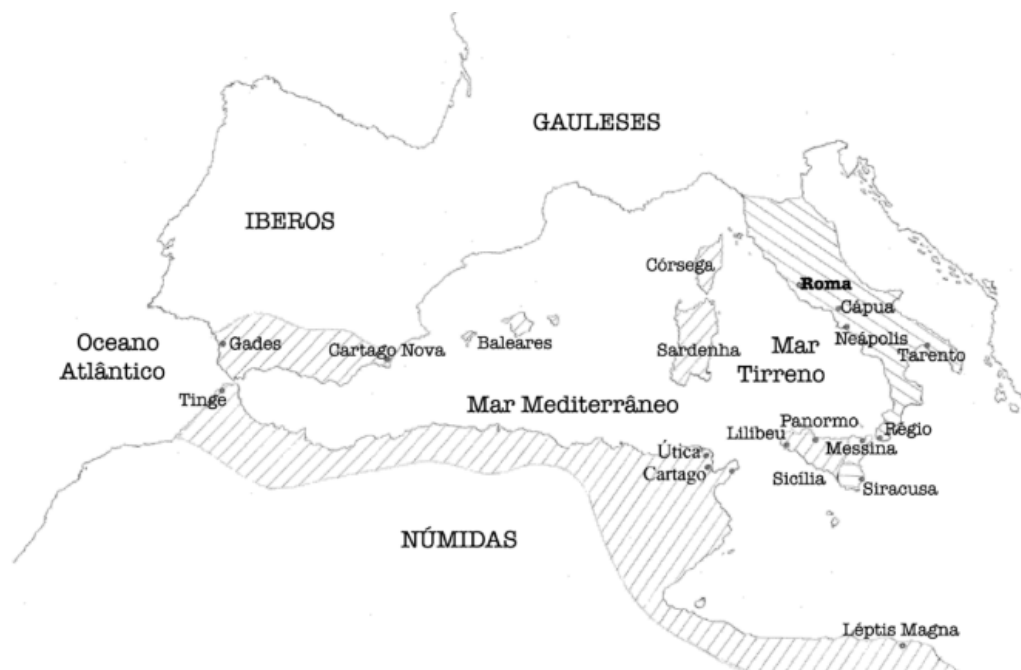 GAULESES
IBEROS
Córsega
Roma
Cápua
Neápolis
Tarento
Oceano
Atlântico
Gades
Cartago Nova
Baleares
Sardenha
Mar
Tirreno
Tinge
Mar Mediterrâneo
Panormo
Lilibeu
Messina
Régio
Útica
Cartago
Sicília
Siracusa
NÚMIDAS
Léptis Magna